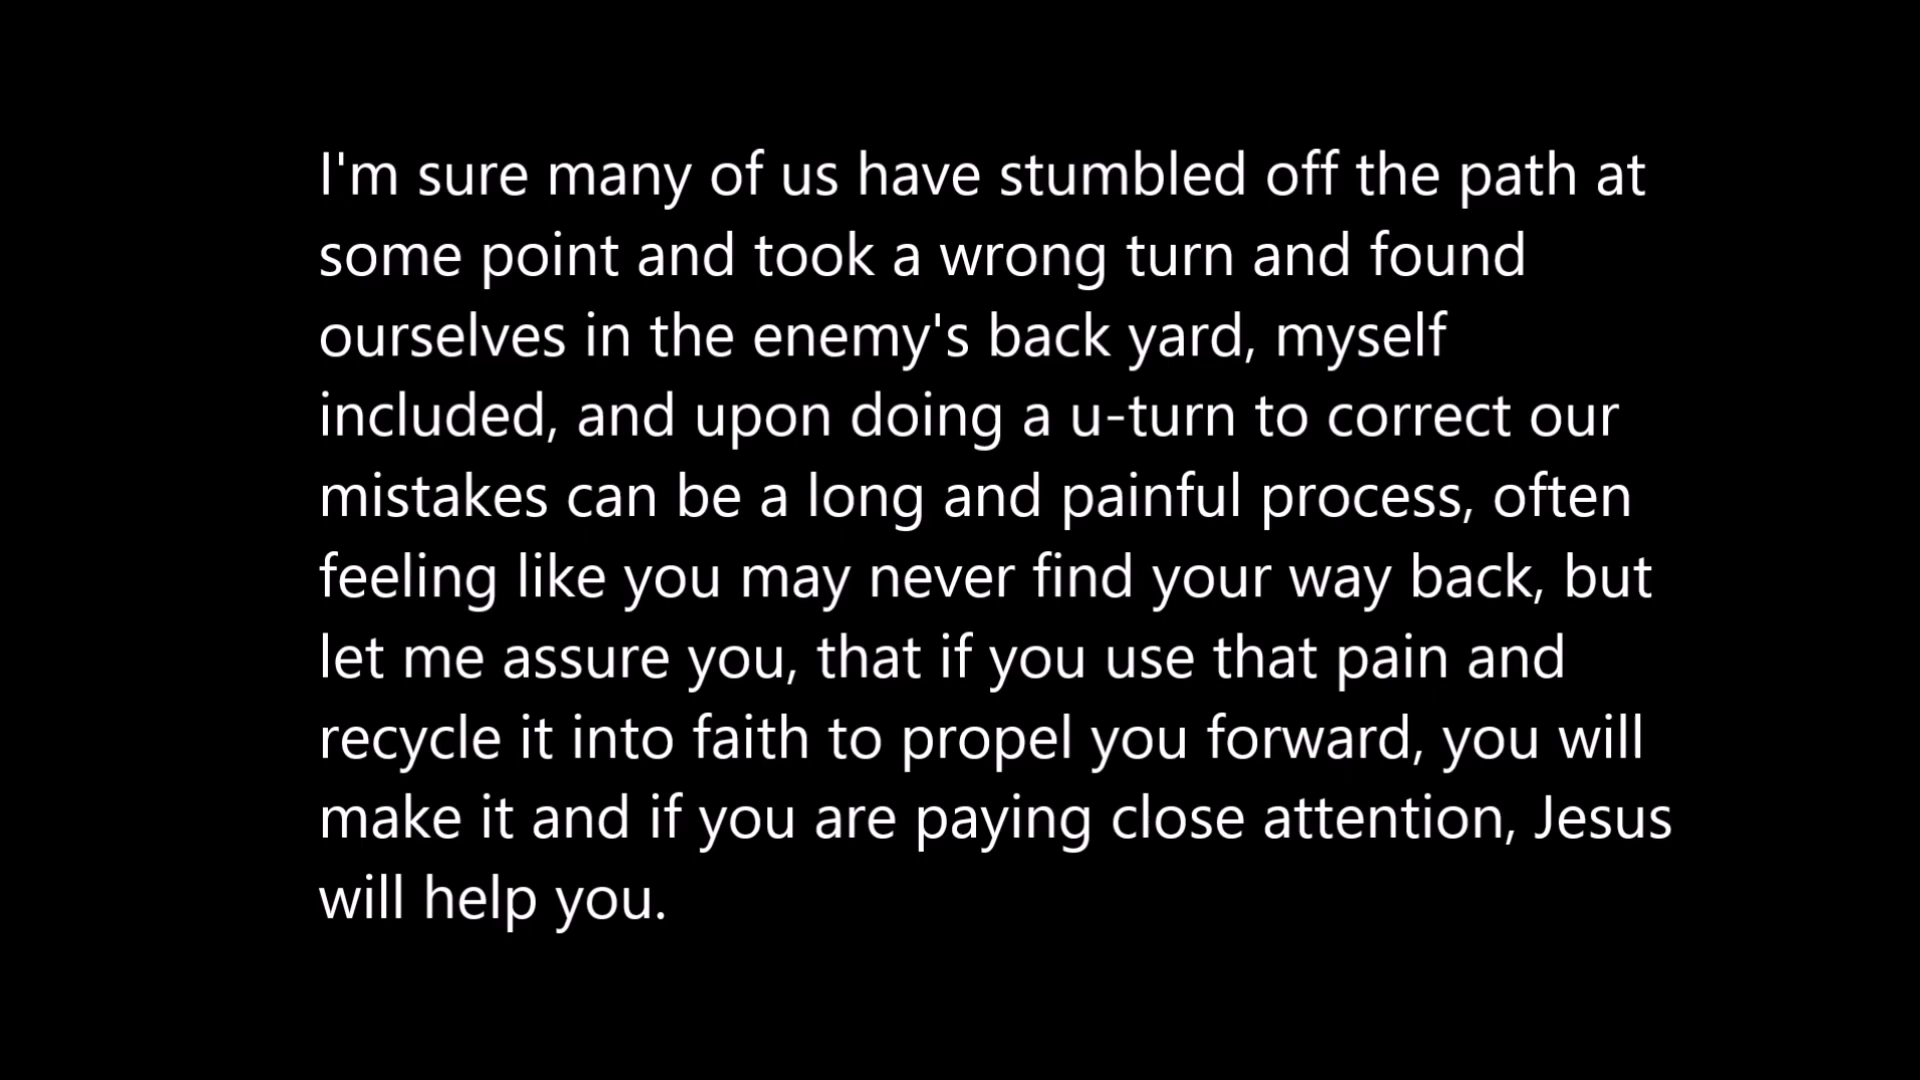 I'm sure many of us have stumbled off the path at
some point and took a wrong turn and found
ourselves in the enemy's back yard, myself
included, and upon doing a u-turn to correct our
mistakes can be a long and painful process, often
feeling like you may never find your way back, but
let me assure you, that if you use that pain and
recycle it into faith to propel you forward, you will
make it and if you are paying close attention, Jesus
will help you.